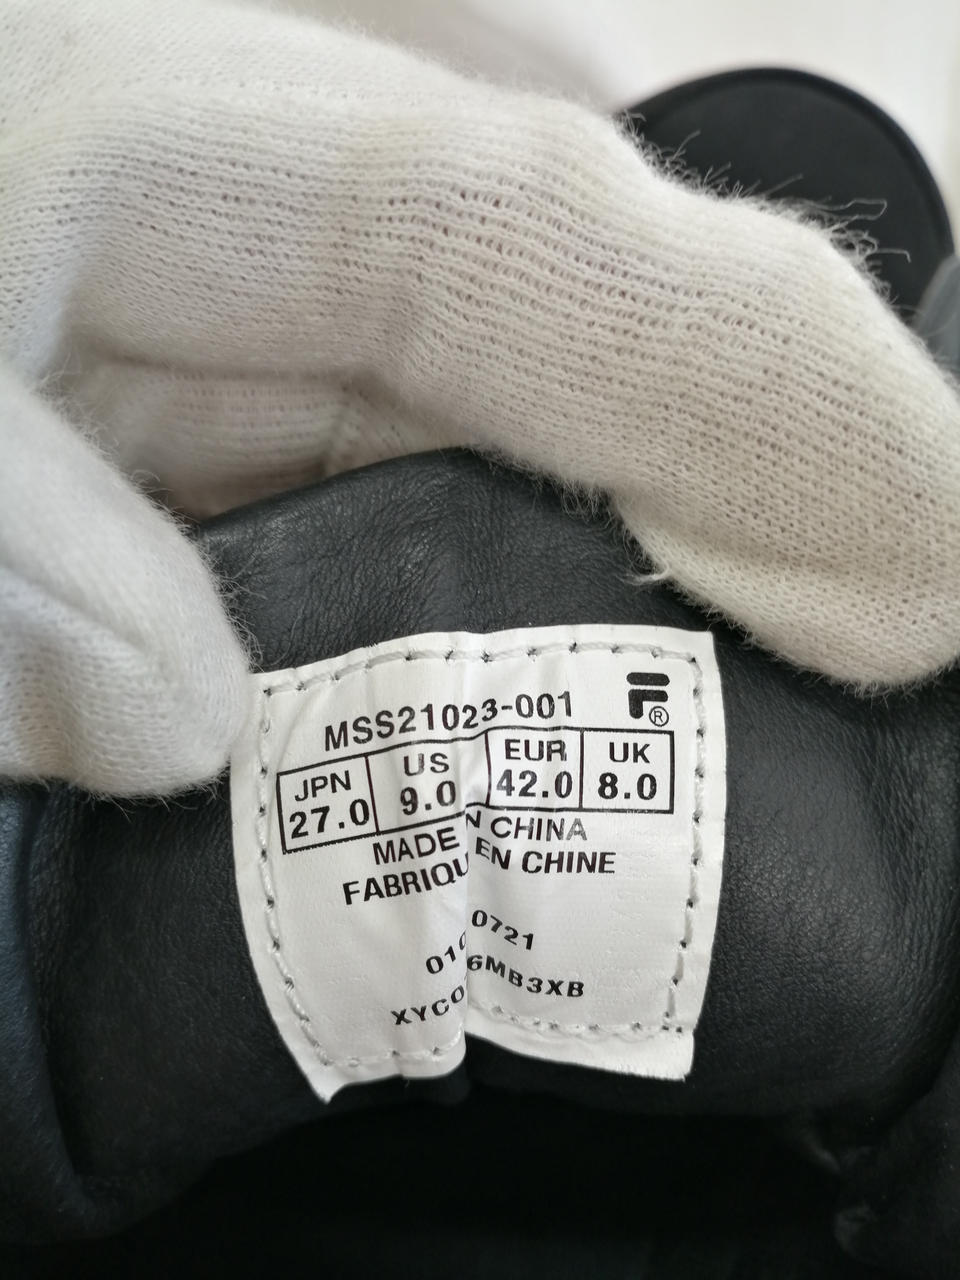 MSS21023-001
F®
JPN US EUR UK
27.0 9.0 42.0 8.0
MADE N CHINA
FABRIQU EN CHINE
0721
6MB3XB
XYCO